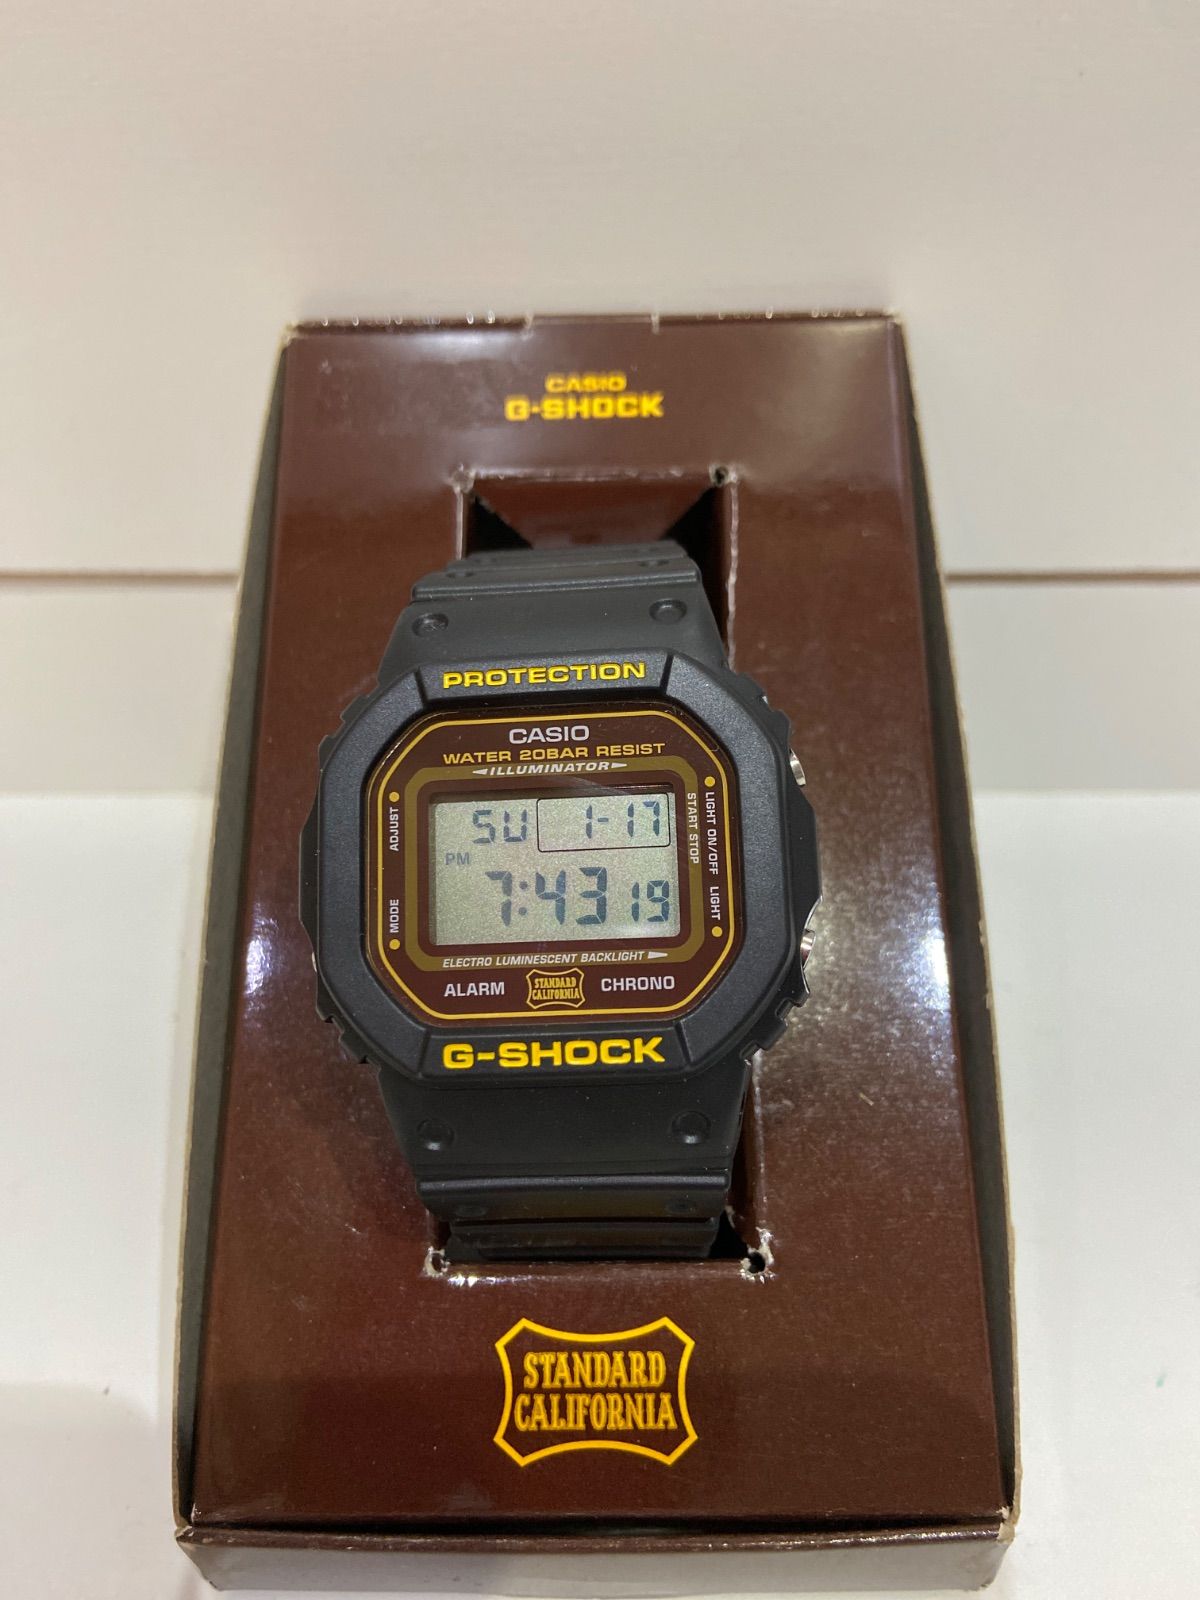 CASIO
G-SHOCK
PROTECTION
CASIO
WATER 20BAR RESIST
ILLUMINATOR
ADJUST
MODE
SU 1-17
PM
7:43 19
START STOP
LIGHT ON/OFF
LIGHT
ELECTRO LUMINESCENT BACKLIGHT
ALARM
STANDARD
CALIFORNIA
CHRONO
G-SHOCK
STANDARD
CALIFORNIA